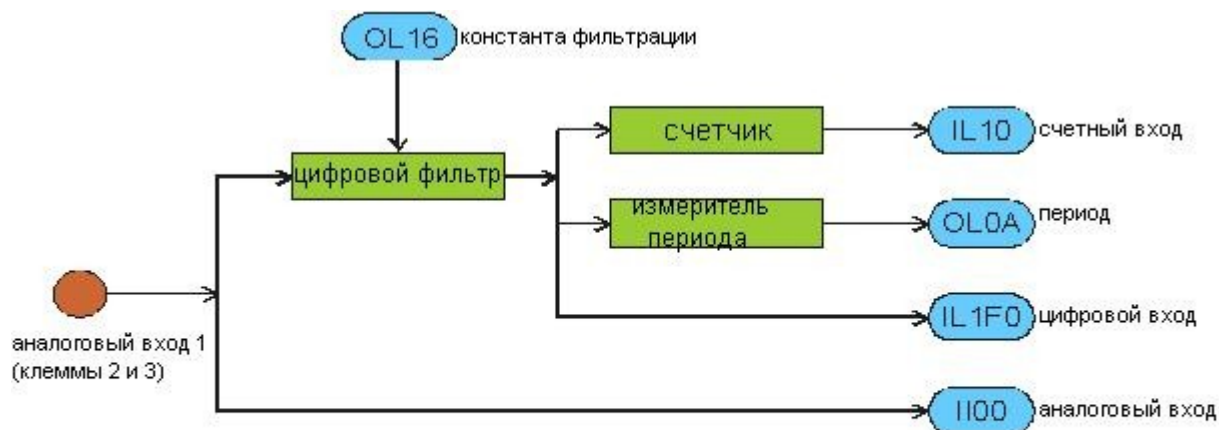 OL16 константа фильтрации
счетчик
IL10 счетный вход
цифровой фильтр
измеритель
периода
OL0A период
аналоговый вход 1
(клеммы 2 и 3)
IL1F0 цифровой вход
II00 аналоговый вход